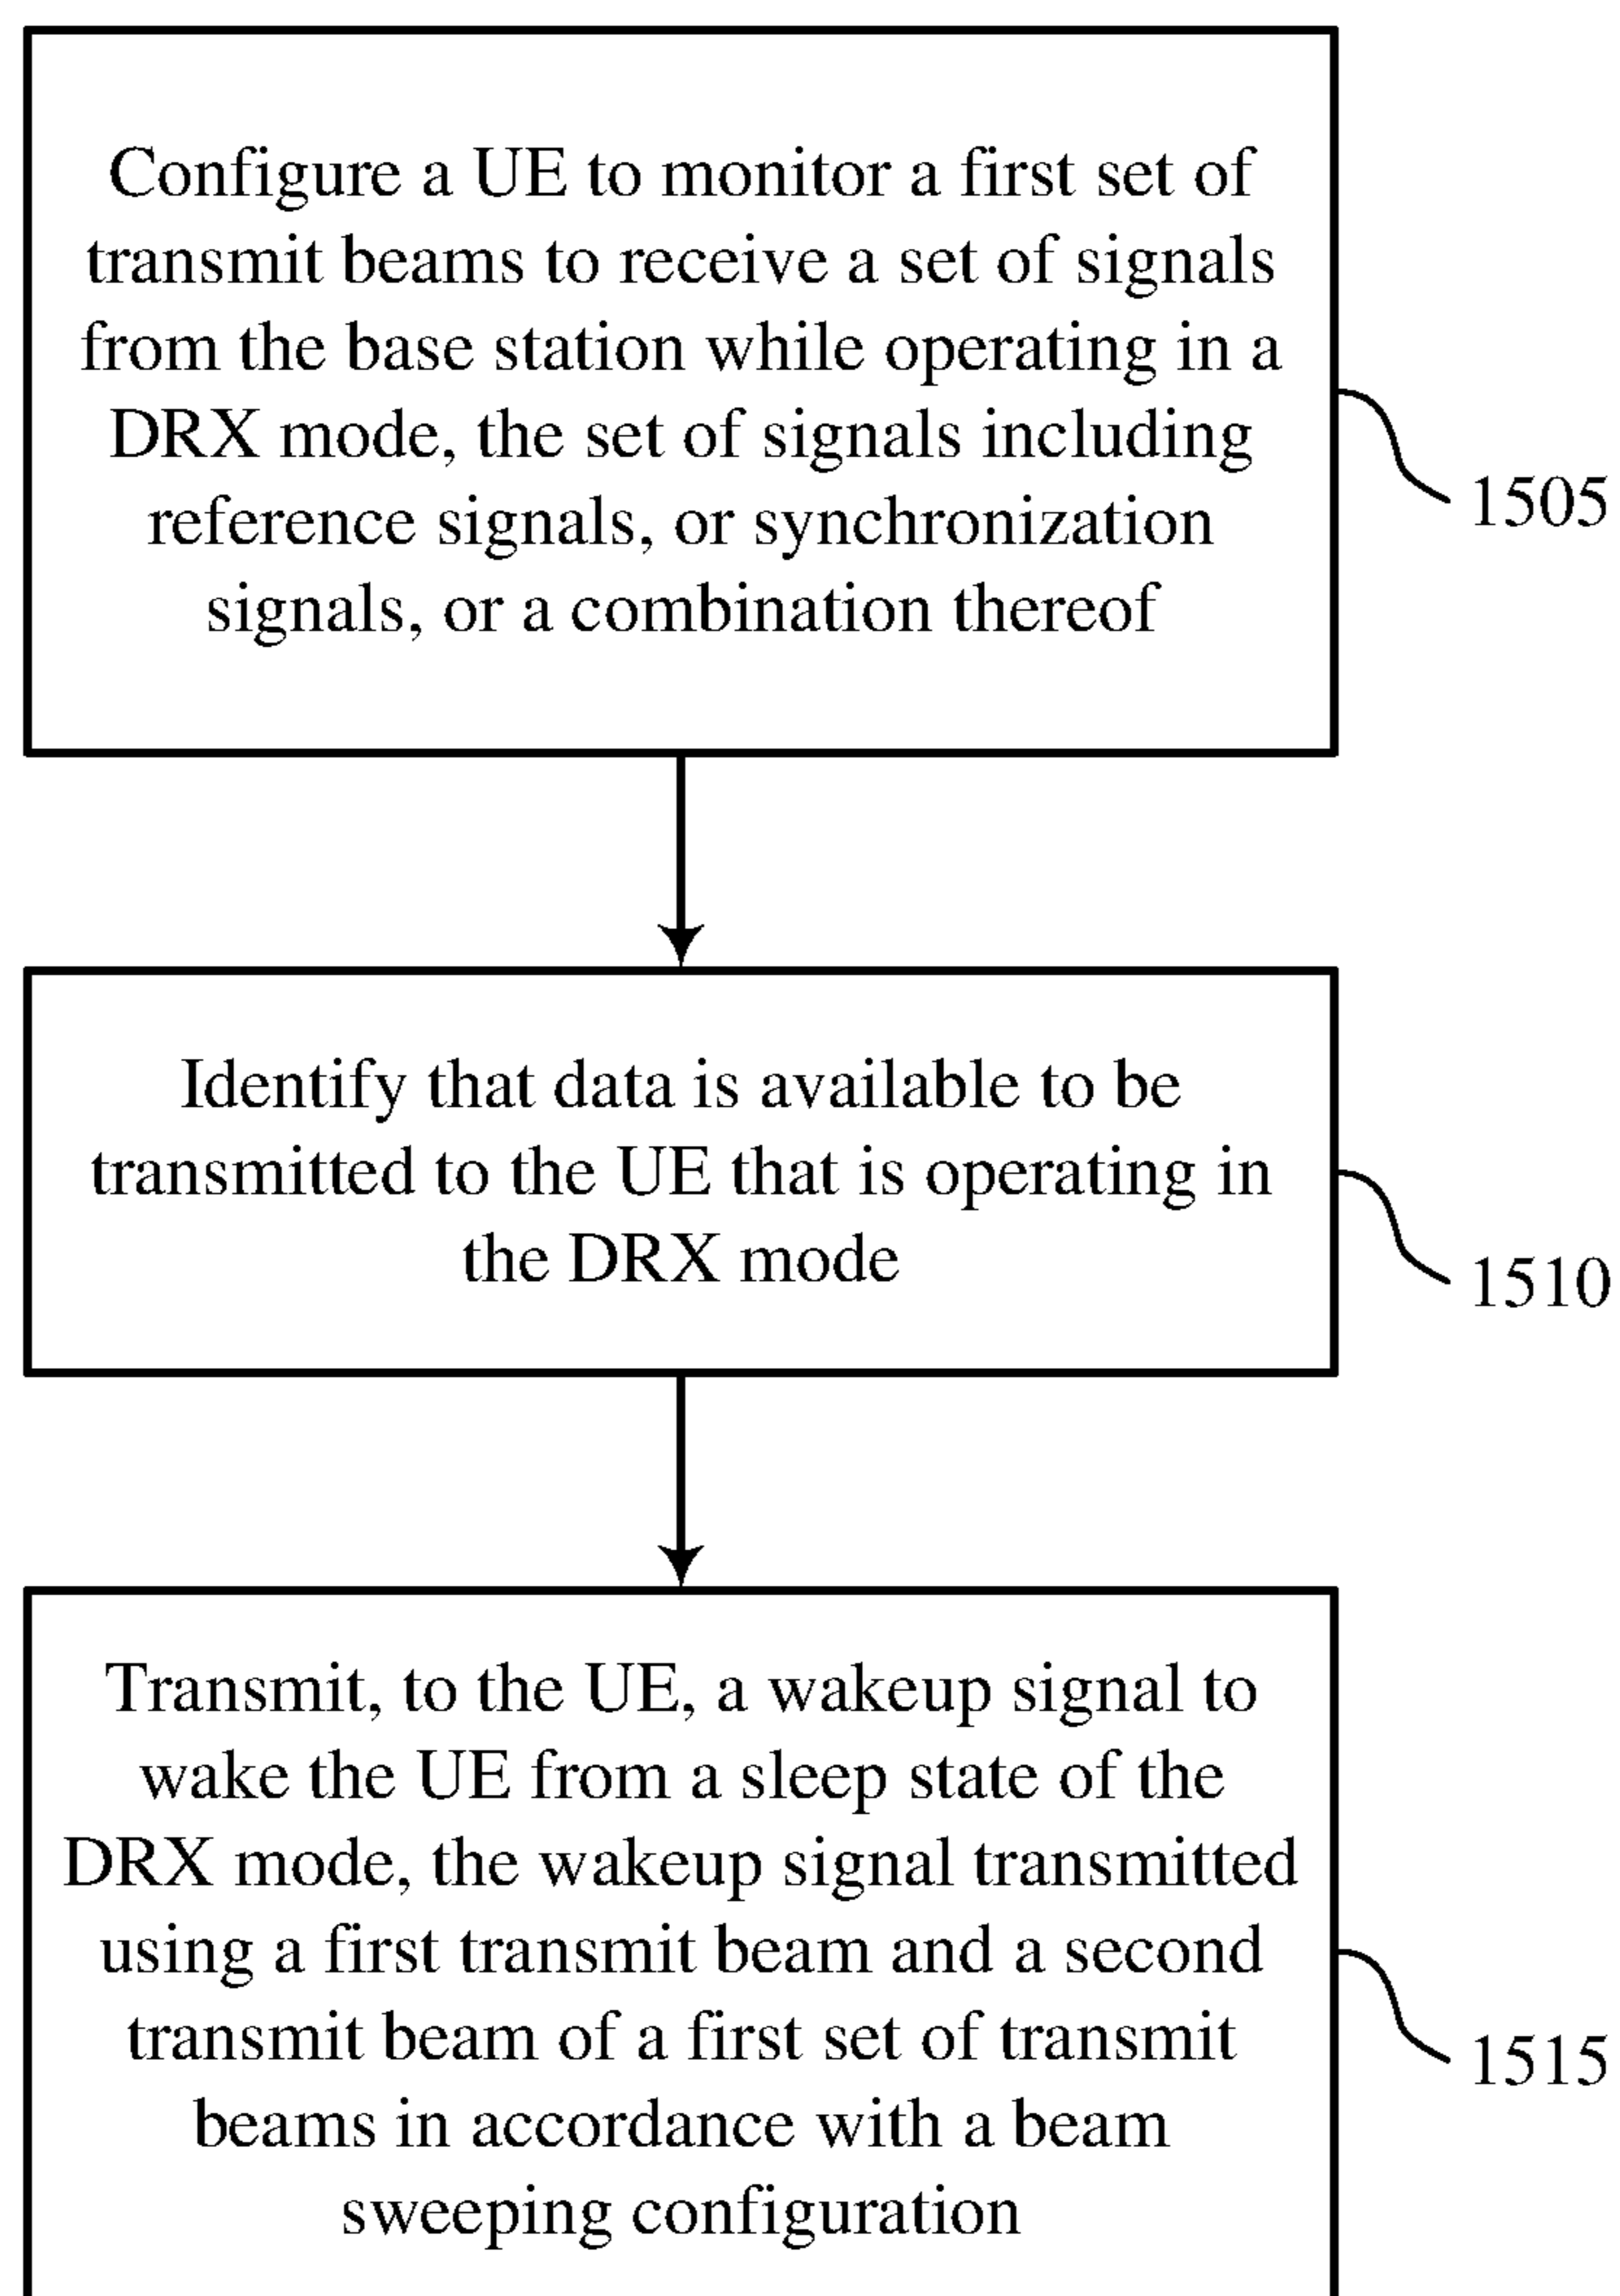 Configure a UE to monitor a first set of
transmit beams to receive a set of signals
from the base station while operating in a
DRX mode, the set of signals including
reference signals, or synchronization
signals, or a combination thereof
1505
Identify that data is available to be
transmitted to the UE that is operating in
the DRX mode
1510
Transmit, to the UE, a wakeup signal to
wake the UE from a sleep state of the
DRX mode, the wakeup signal transmitted
using a first transmit beam and a second
transmit beam of a first set of transmit
beams in accordance with a beam
sweeping configuration
1515